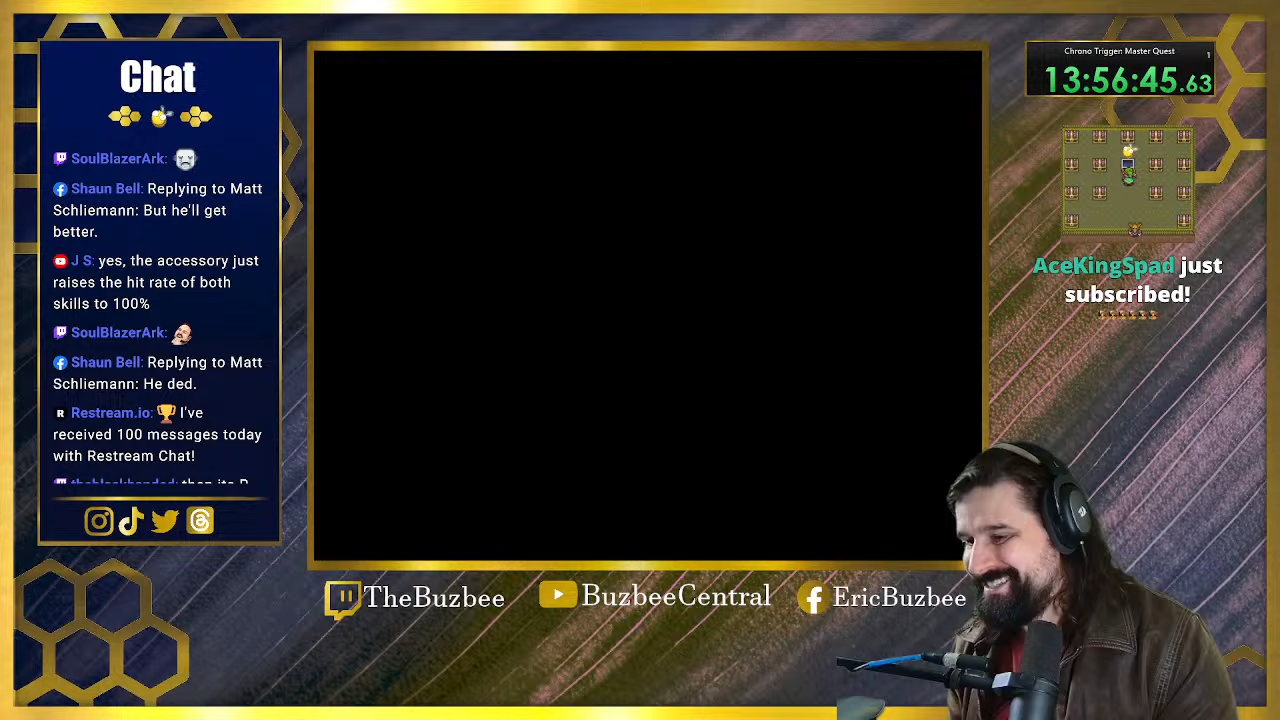 Chat
SoulBlazerArk:
Shaun Bell: Replying to Matt
Schliemann: But he'll get
better.
J S: yes, the accessory just
raises the hit rate of both
skills to 100%
SoulBlazerArk:
Shaun Bell: Replying to Matt
Schliemann: He ded.
R Restream.io: 🏆 I've
received 100 messages today
with Restream Chat!
Chrono Trigger: Master Quest
1
13:56:45.63
AceKingSpad just
subscribed!
TheBuzbee
BuzbeeCentral
EricBuzbee